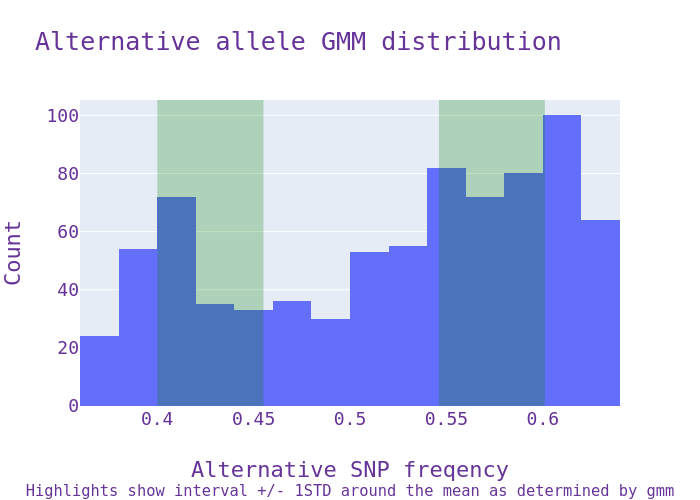 Alternative allele GMM distribution
100
80
60
40
20
0
Count
0.4 0.45 0.5 0.55 0.6
Alternative SNP freqency
Highlights show interval +/- 1STD around the mean as determined by gmm